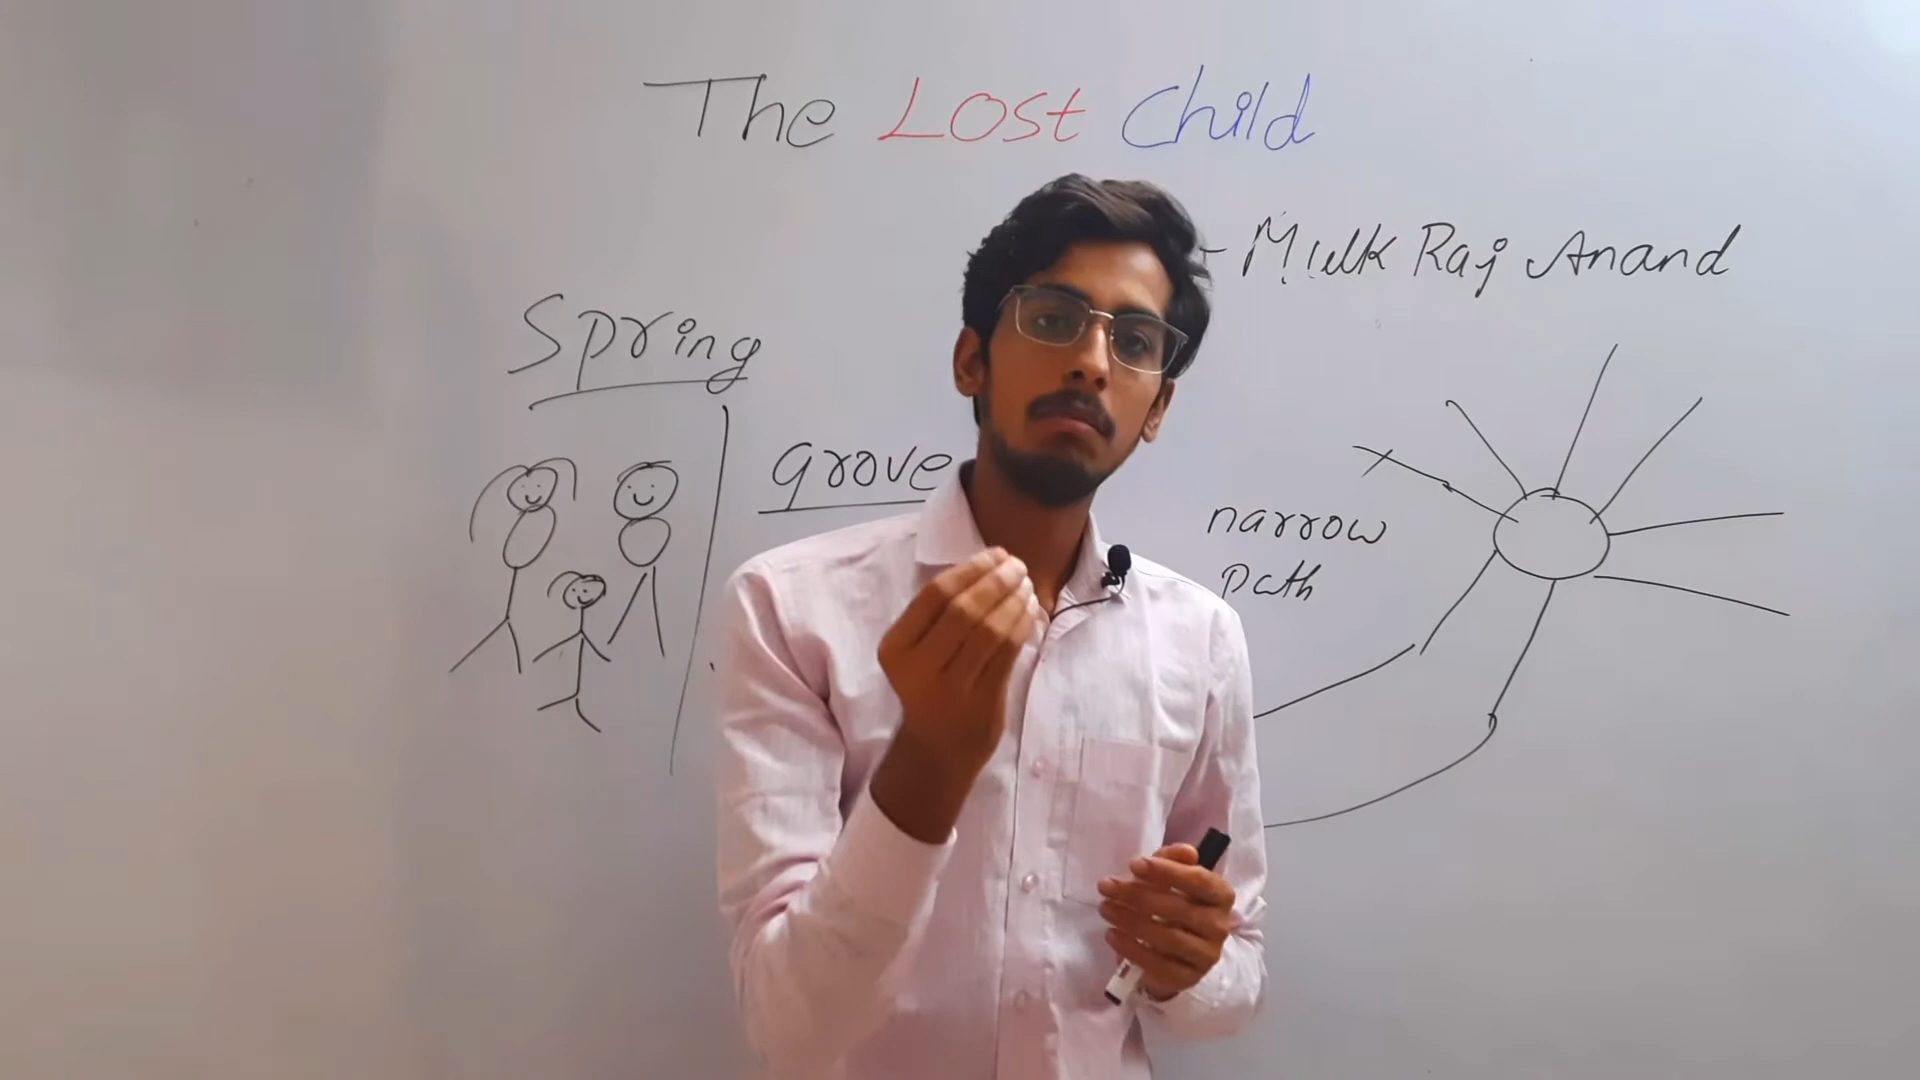 The Lost Child
- Mulk Raj Anand
Spring
grove
narrow
path